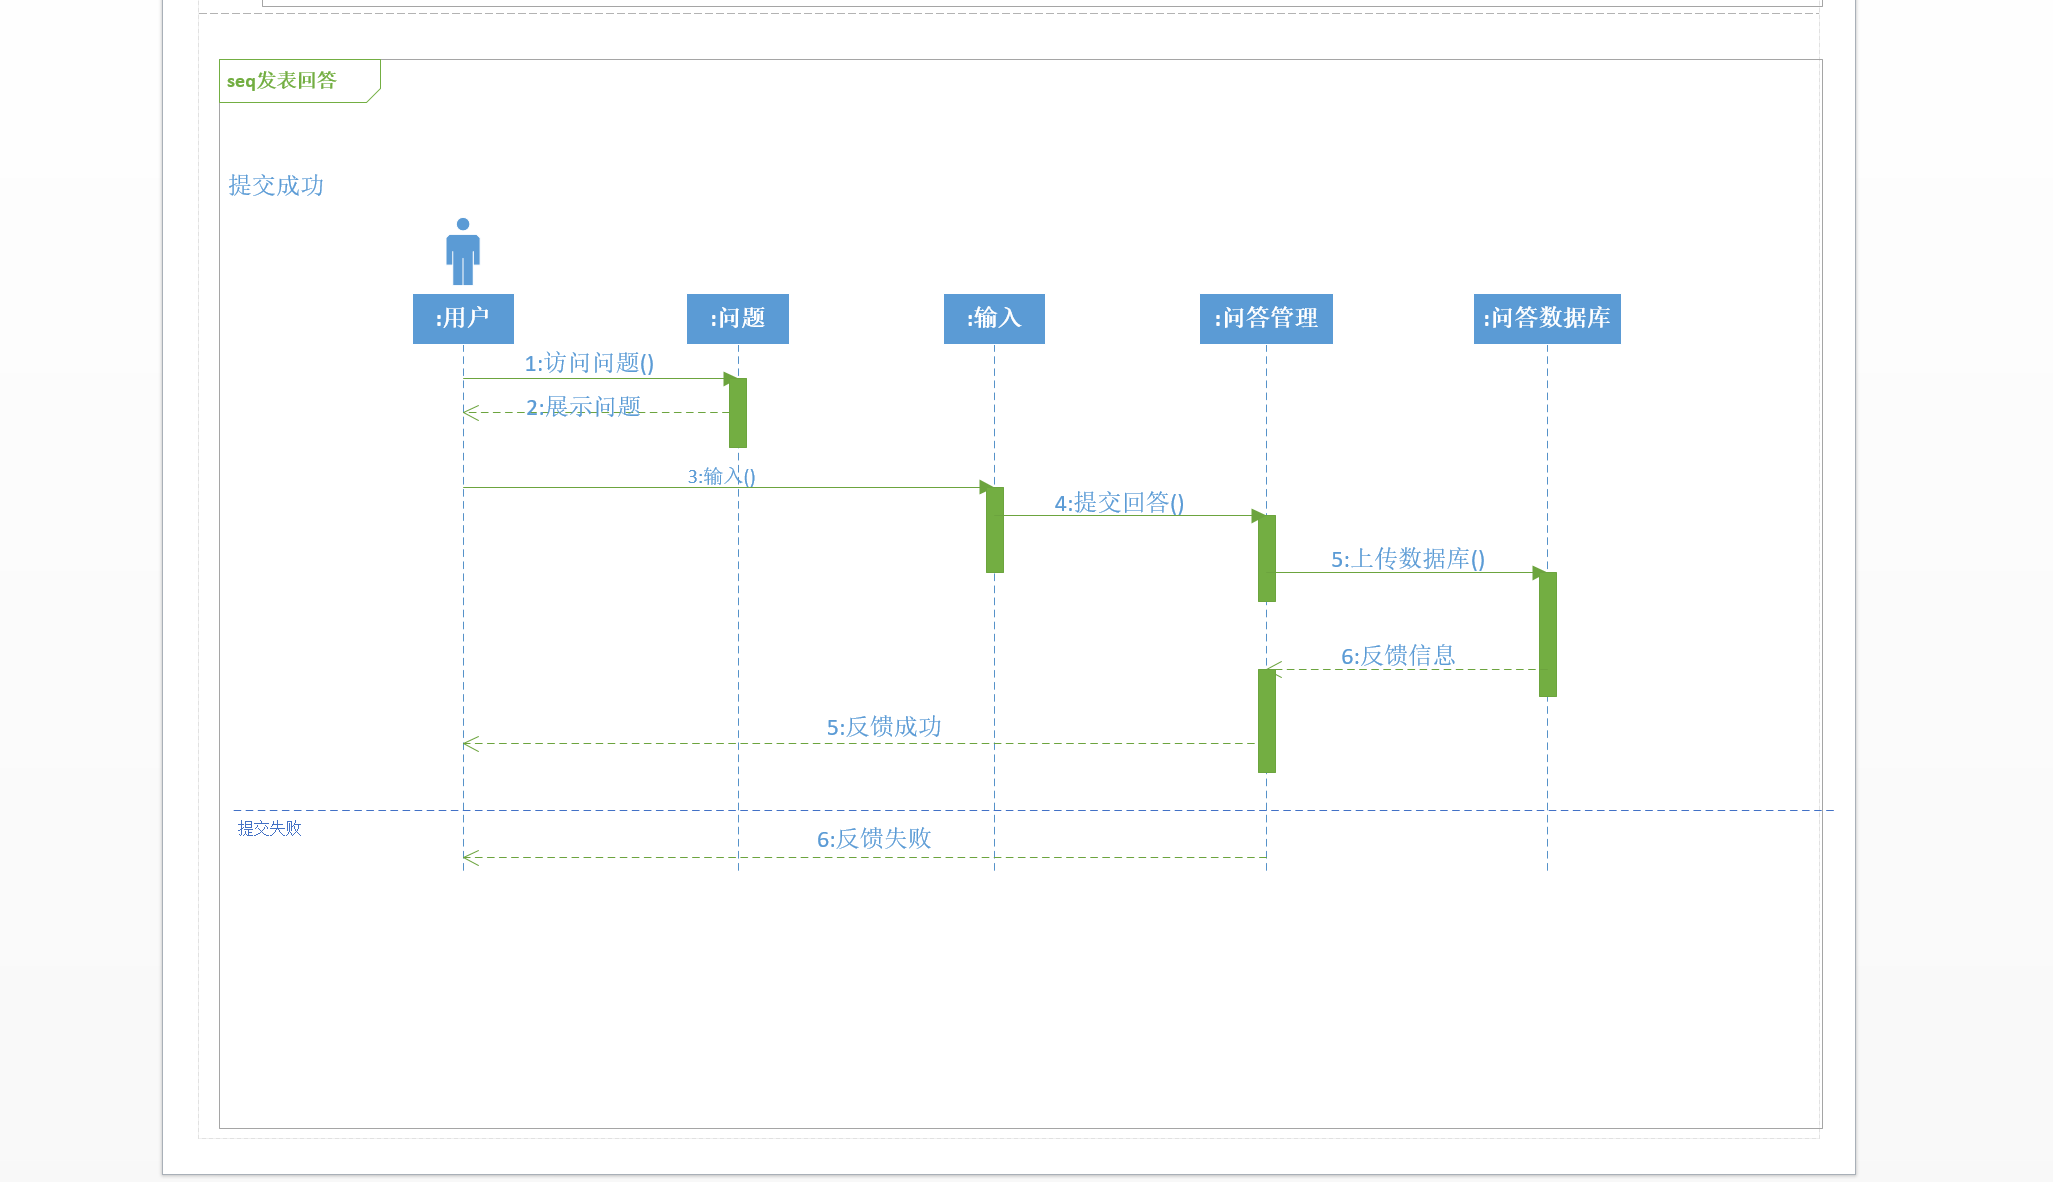 seq发表回答
提交成功
:用户
:问题
:输入
:问答管理
:问答数据库
1:访问问题()
2:展示问题
3:输入()
4:提交回答()
5:上传数据库()
6:反馈信息
5:反馈成功
提交失败
6:反馈失败